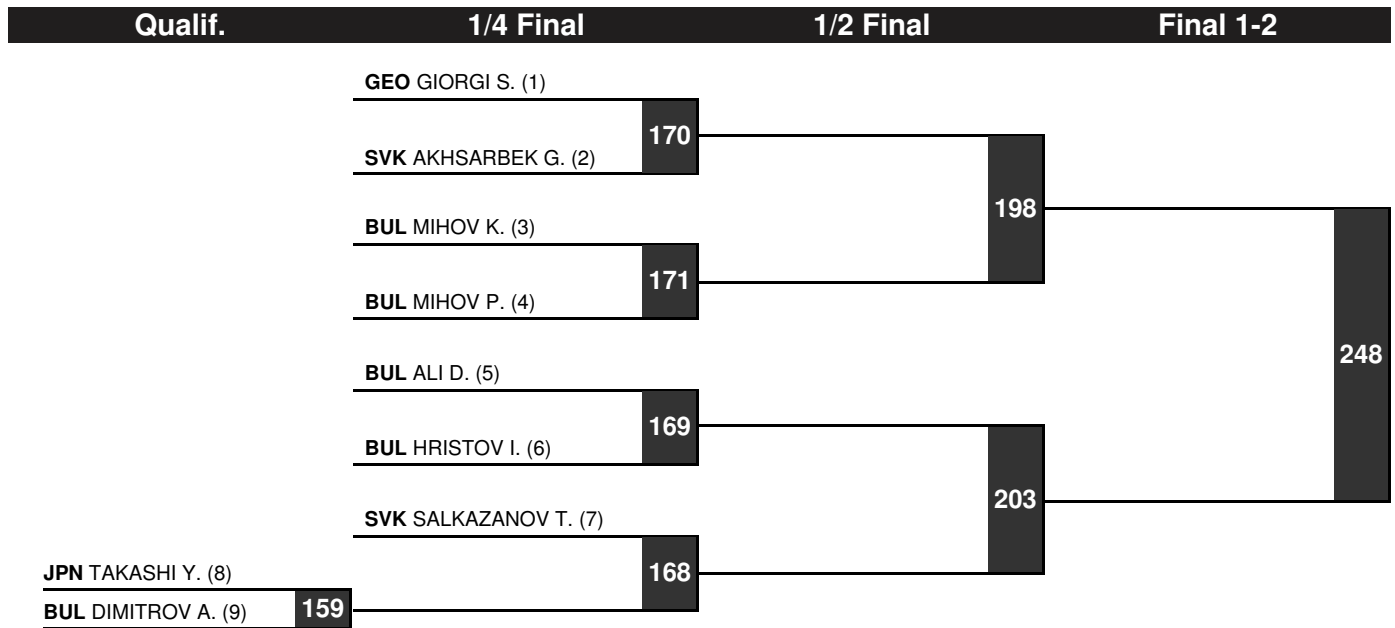 Qualif. 1/4 Final 1/2 Final Final 1-2
GEO GIORGI S. (1)
170
SVK AKHSARBEK G. (2)
198
BUL MIHOV K. (3)
171
BUL MIHOV P. (4)
248
BUL ALI D. (5)
169
BUL HRISTOV I. (6)
203
SVK SALKAZANOV T. (7)
168
JPN TAKASHI Y. (8)
BUL DIMITROV A. (9) 159